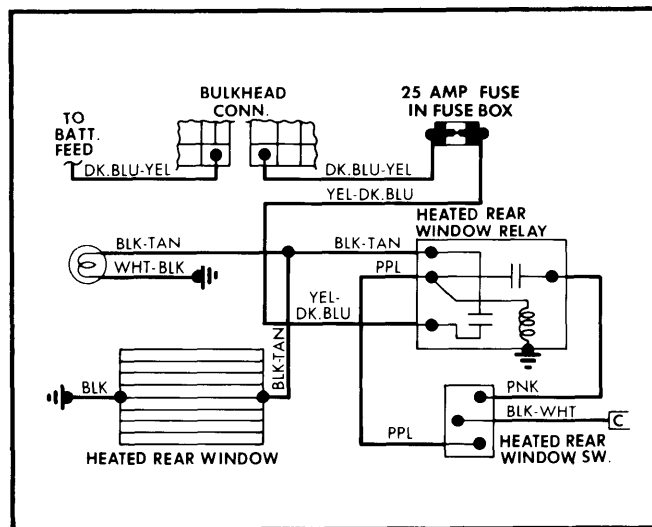 BULKHEAD
CONN.
25 AMP FUSE
IN FUSE BOX
TO
BATT.
FEED
DK.BLU-YEL
DK.BLU-YEL
YEL-DK.BLU
HEATED REAR
WINDOW RELAY
BLK-TAN
BLK-TAN
WHT-BLK
PPL
YEL-
DK.BLU
BLK-TAN
BLK
PNK
BLK-WHT
C
PPL
HEATED REAR
WINDOW SW.
HEATED REAR WINDOW